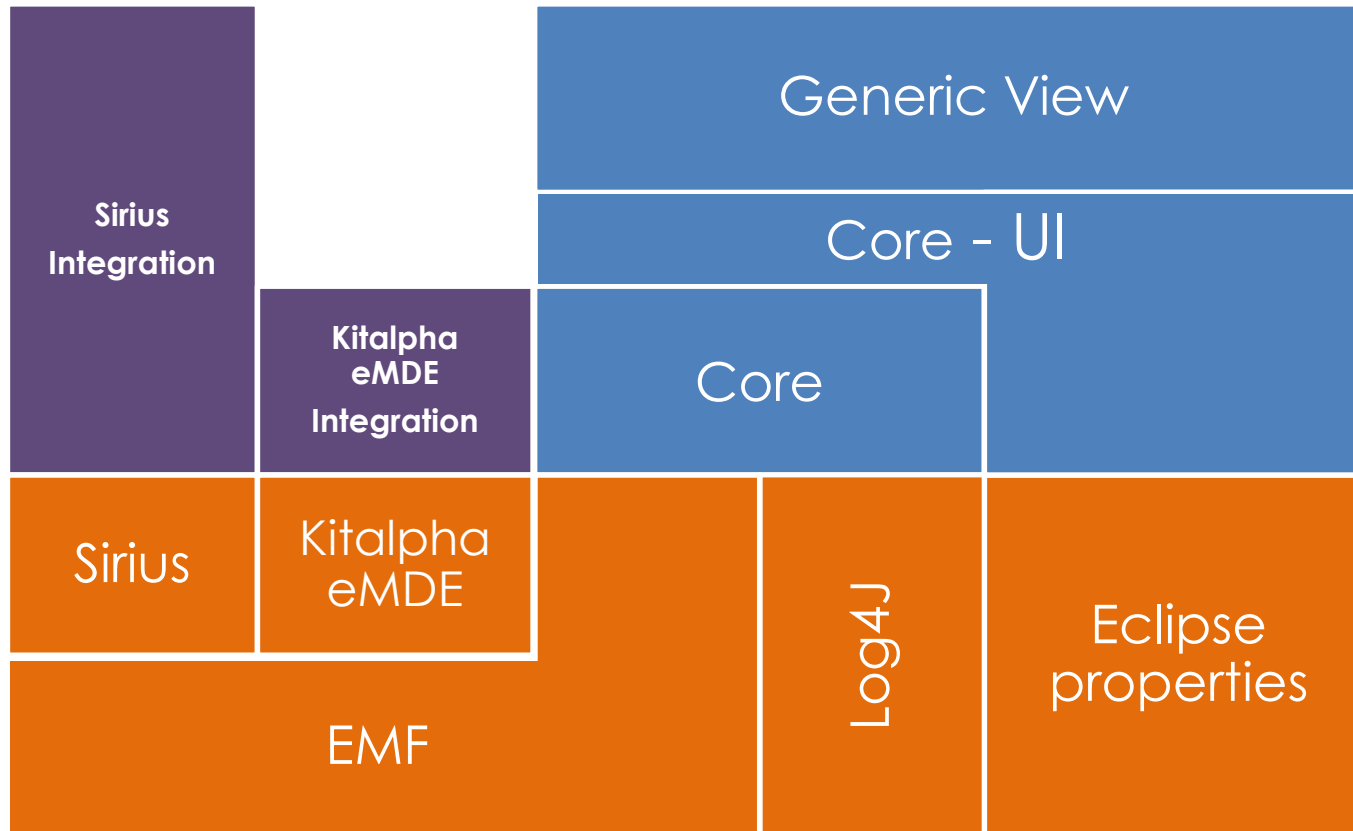 Generic View
Core - UI
Sirius
Integration
Kitalpha
eMDE
Integration
Core
Sirius
Kitalpha
eMDE
Log4J
Eclipse
properties
EMF